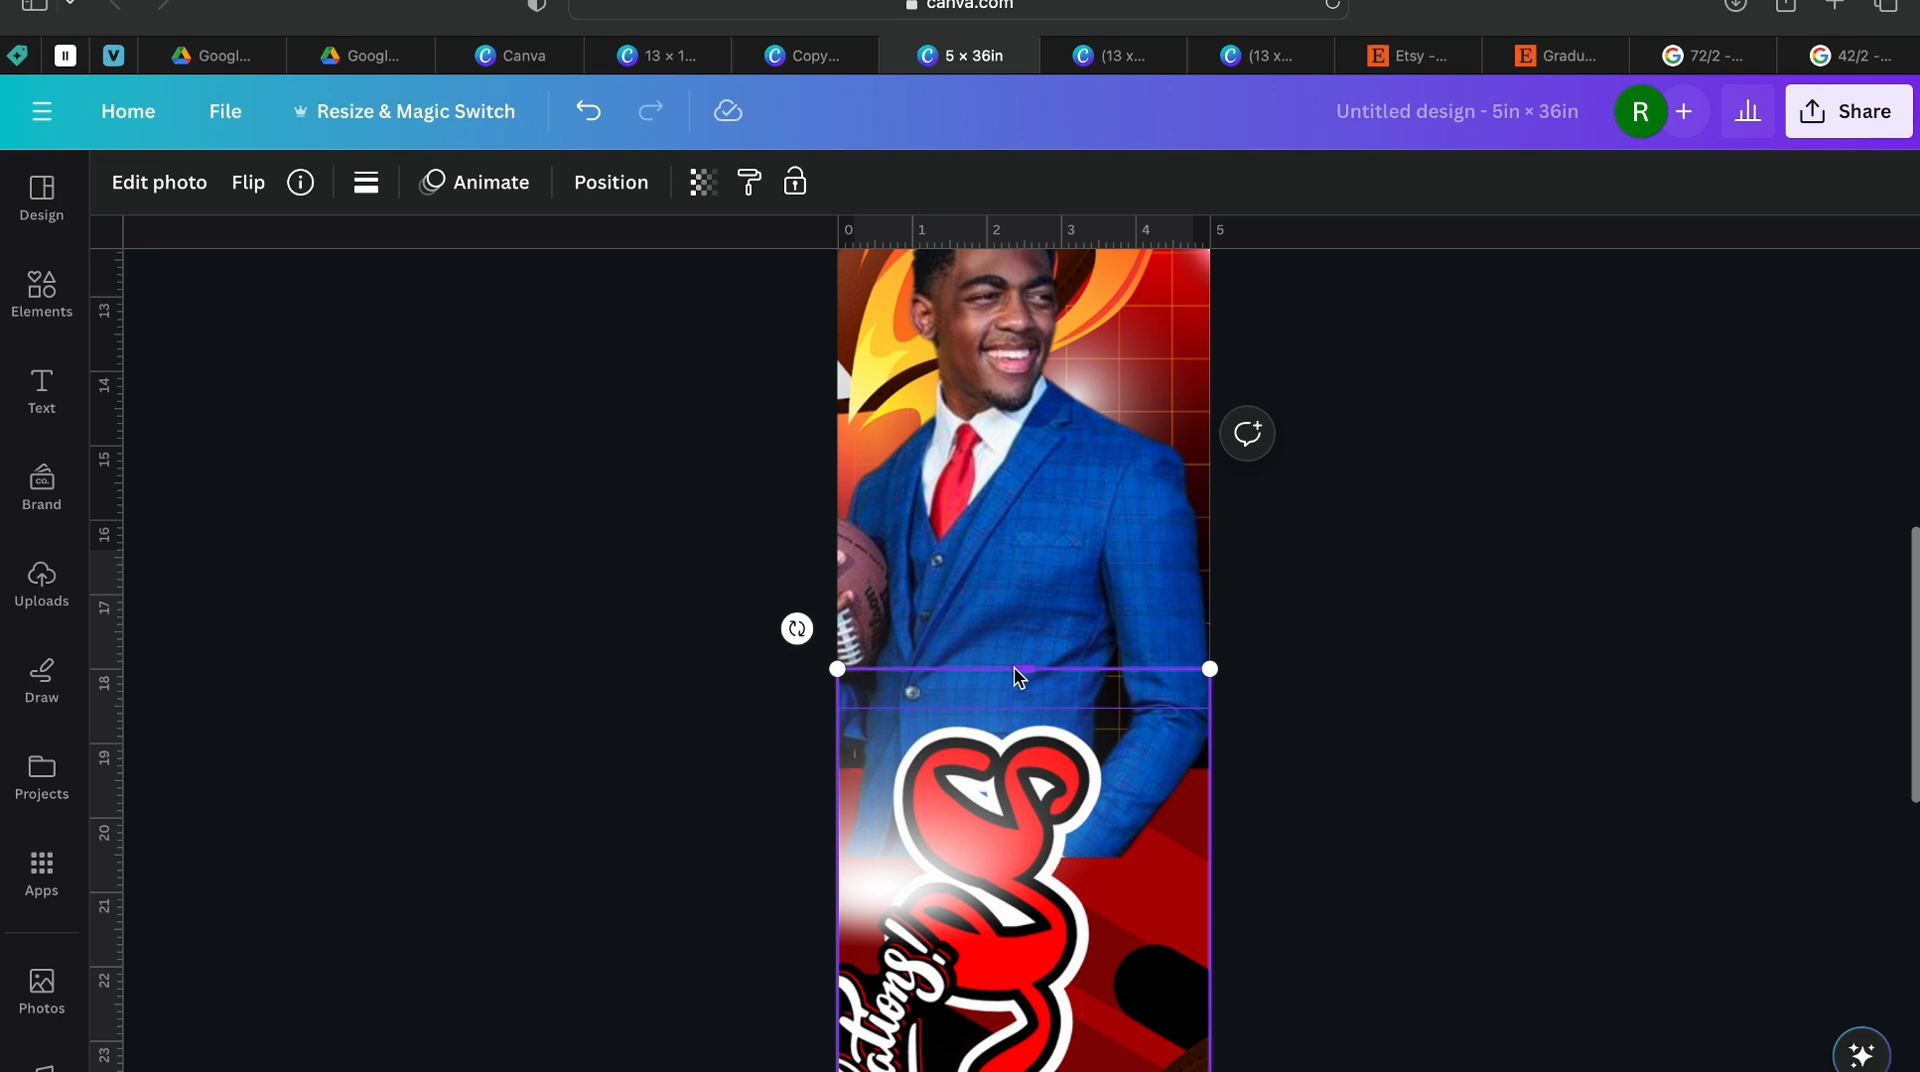 canva.com
Googl... Googl... Canva 13 × 1... Copy... 5 × 36in (13 x... (13 x... Etsy -... Gradu... 72/2 -... 42/2 -...
Home File Resize & Magic Switch Untitled design - 5in × 36in R + Share
Edit photo Flip Animate Position
Design
Elements
Text
CO.
Brand
Uploads
Draw
Projects
Apps
Photos
0 1 2 3 4 5
13
14
15
16
17
18
19
20
21
22
23
ations!